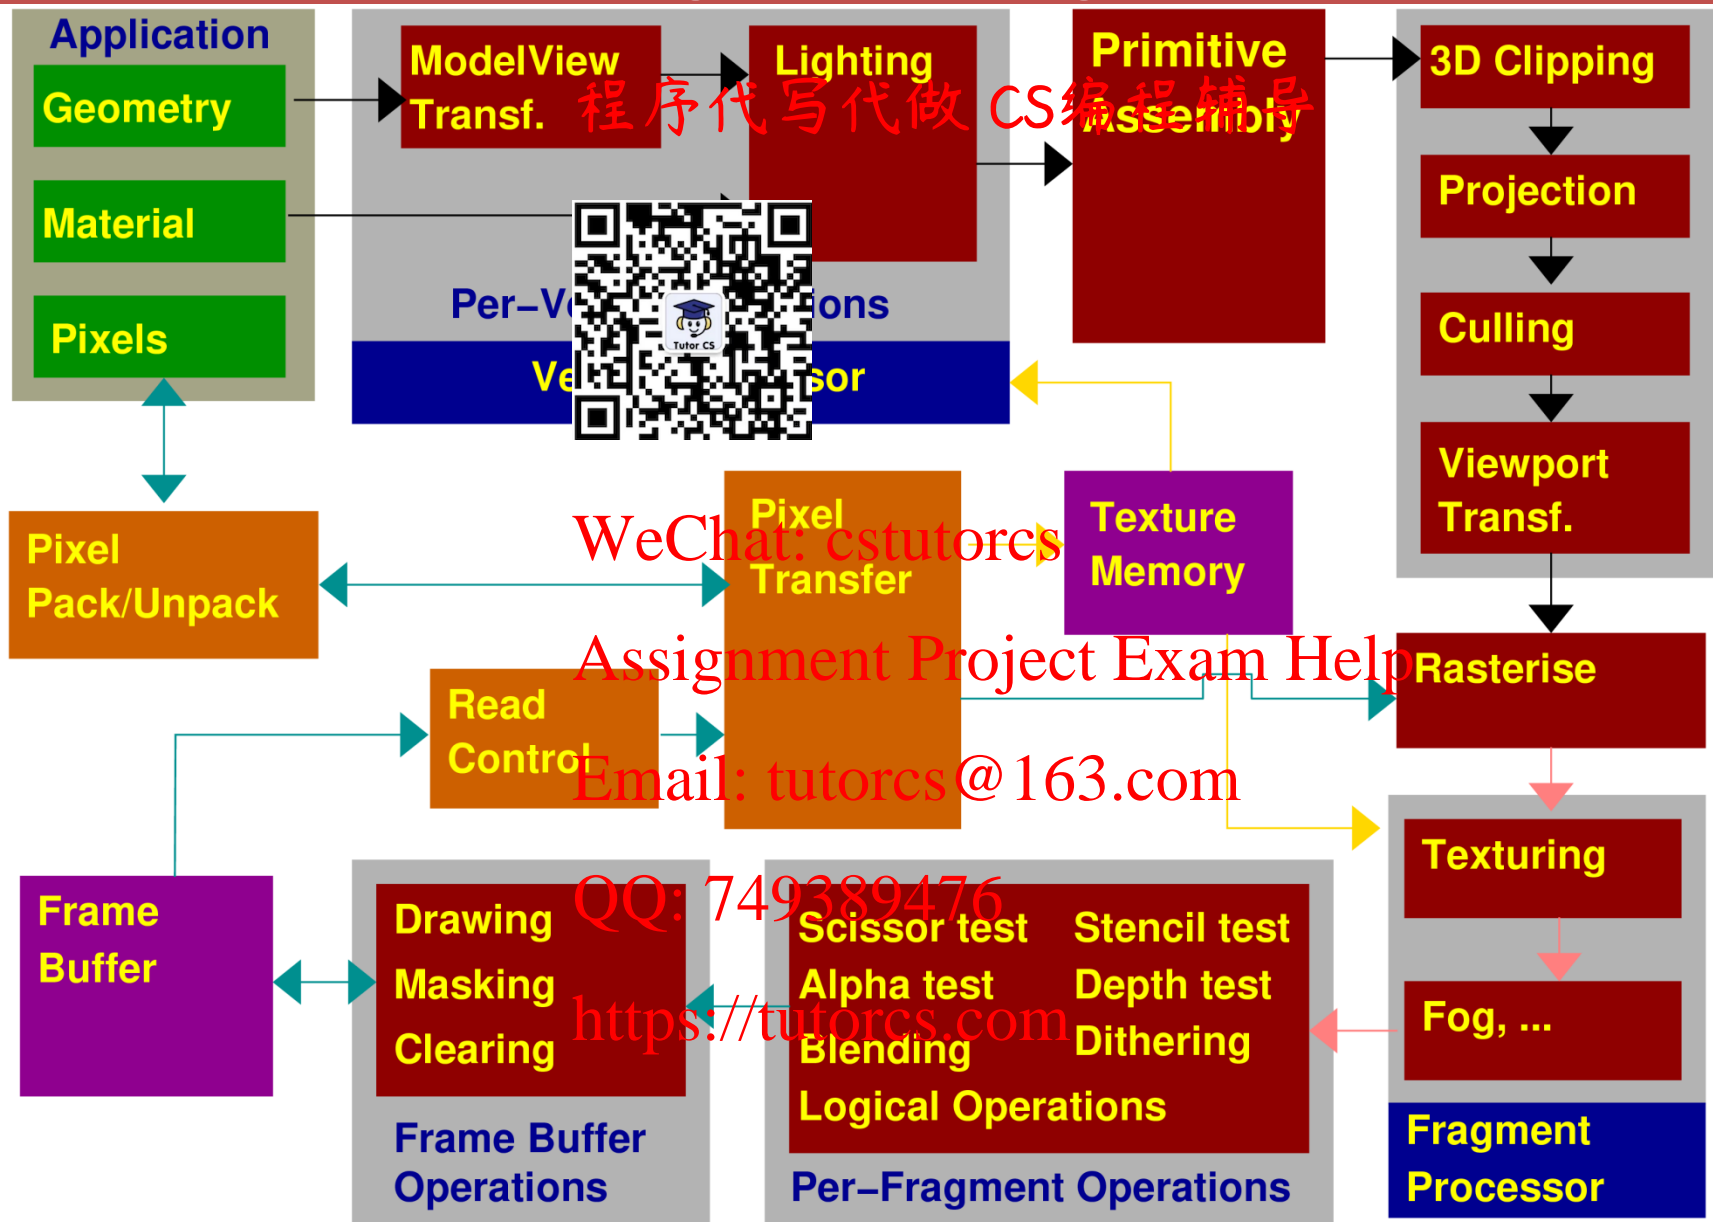 Application
Geometry
Material
Pixels
ModelView
Transf.
Lighting
Primitive
Assembly
3D Clipping
Projection
Culling
Viewport
Transf.
程序代写代做 CS编程辅导
Tutor CS
Pixel
Pack/Unpack
Pixel
Transfer
Texture
Memory
WeChat: cstutorcs
Assignment Project Exam Help
Rasterise
Read
Control
Email: tutorcs@163.com
QQ: 749389476
https://tutorcs.com
Texturing
Fog, ...
Fragment
Processor
Scissor test
Stencil test
Alpha test
Depth test
Blending
Dithering
Logical Operations
Per–Fragment Operations
Drawing
Masking
Clearing
Frame Buffer
Operations
Frame
Buffer